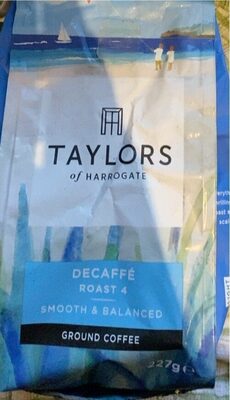 TAYLORS
of HARROGATE
DECAFFÉ
ROAST 4
SMOOTH & BALANCED
GROUND COFFEE
227g e